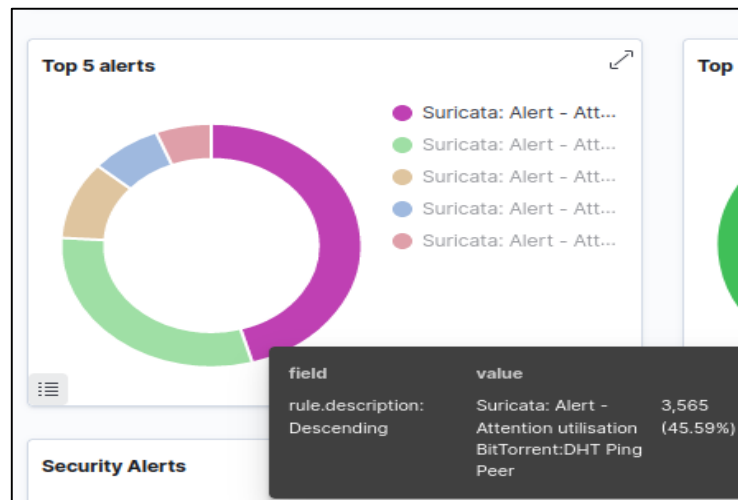 Top 5 alerts
Top
Suricata: Alert - Att...
Suricata: Alert - Att...
Suricata: Alert - Att...
Suricata: Alert - Att...
Suricata: Alert - Att...
field value
rule.description: Suricata: Alert - 3,565
Descending Attention utilisation (45.59%)
BitTorrent:DHT Ping
Peer
Security Alerts